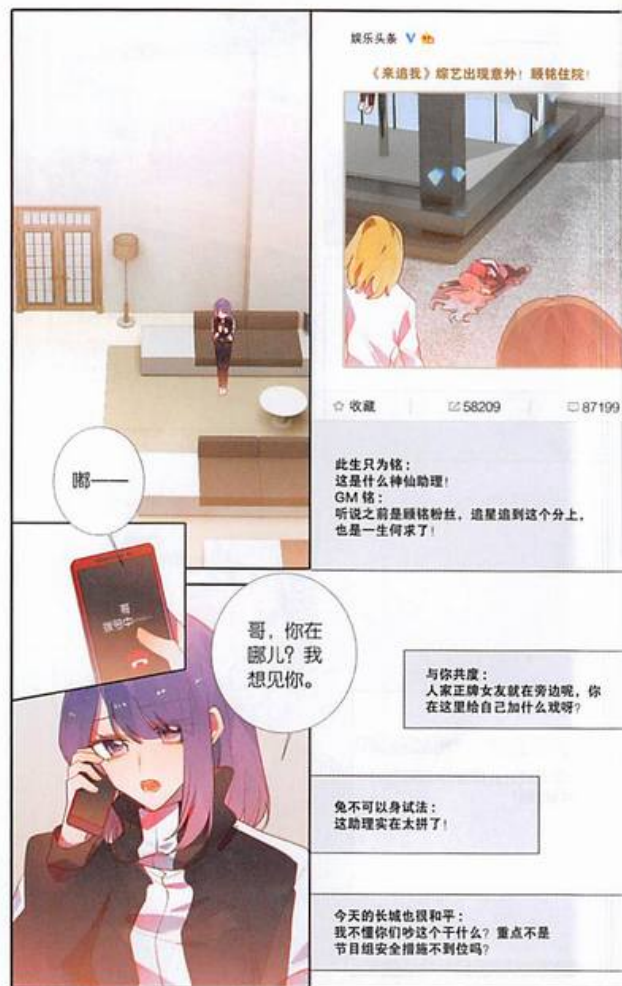 嘟——
哥
拨号中……
哥，你在
哪儿？我
想见你。
娱乐头条
《来追我》综艺出现意外！顾铭住院！
收藏
58209
87199
此生只为铭：
这是什么神仙助理！
GM 铭：
听说之前是顾铭粉丝，追星追到这个分上，
也是一生何求了！
与你共度：
人家正牌女友就在旁边呢，你
在这里给自己加什么戏呀？
兔不可以身试法：
这助理实在太拼了！
今天的长城也很和平：
我不懂你们吵这个干什么？重点不是
节目组安全措施不到位吗？